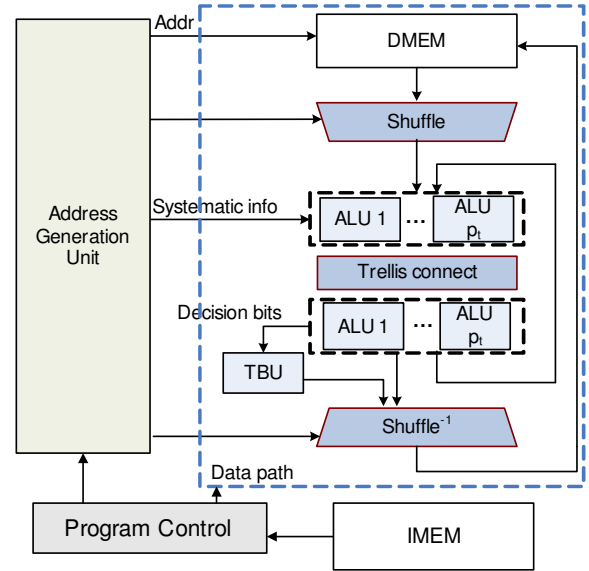 Addr
DMEM
Shuffle
Address
Generation
Unit
Systematic info
ALU 1
...
ALU
pt
Trellis connect
Decision bits
ALU 1
...
ALU
pt
TBU
Shuffle-1
Data path
Program Control
IMEM